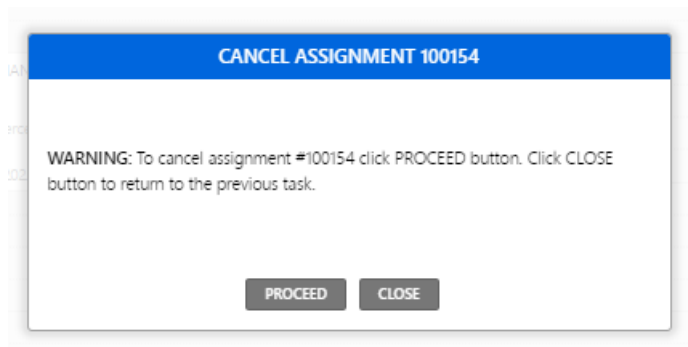 CANCEL ASSIGNMENT 100154
WARNING: To cancel assignment #100154 click PROCEED button. Click CLOSE
button to return to the previous task.
PROCEED CLOSE